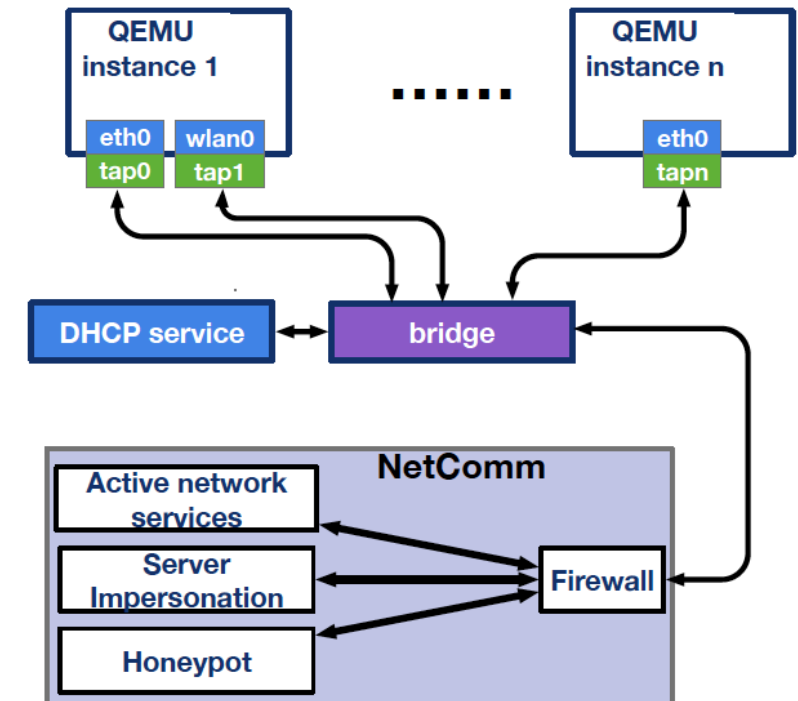 QEMU
instance 1
eth0
wlan0
tap0
tap1
......
QEMU
instance n
eth0
tapn
DHCP service
bridge
NetComm
Active network
services
Server
Impersonation
Honeypot
Firewall